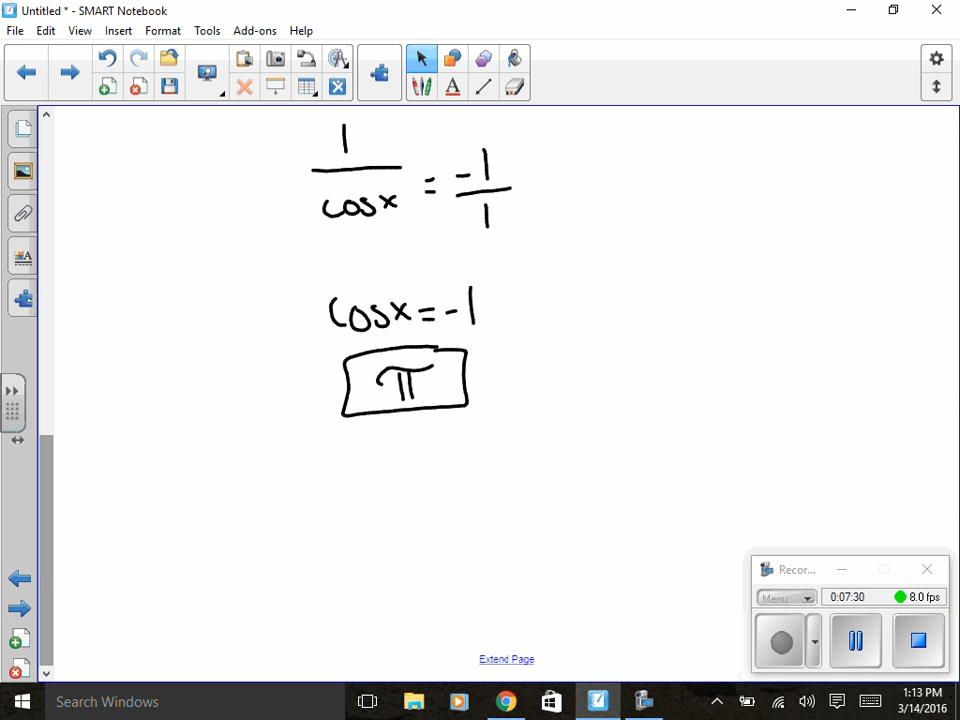 Untitled * - SMART Notebook
File Edit View Insert Format Tools Add-ons Help
1
cosx = -1
1
cosx = -1
π
Extend Page
Recor...
Menu 0:07:30 8.0 fps
Search Windows
1:13 PM
3/14/2016